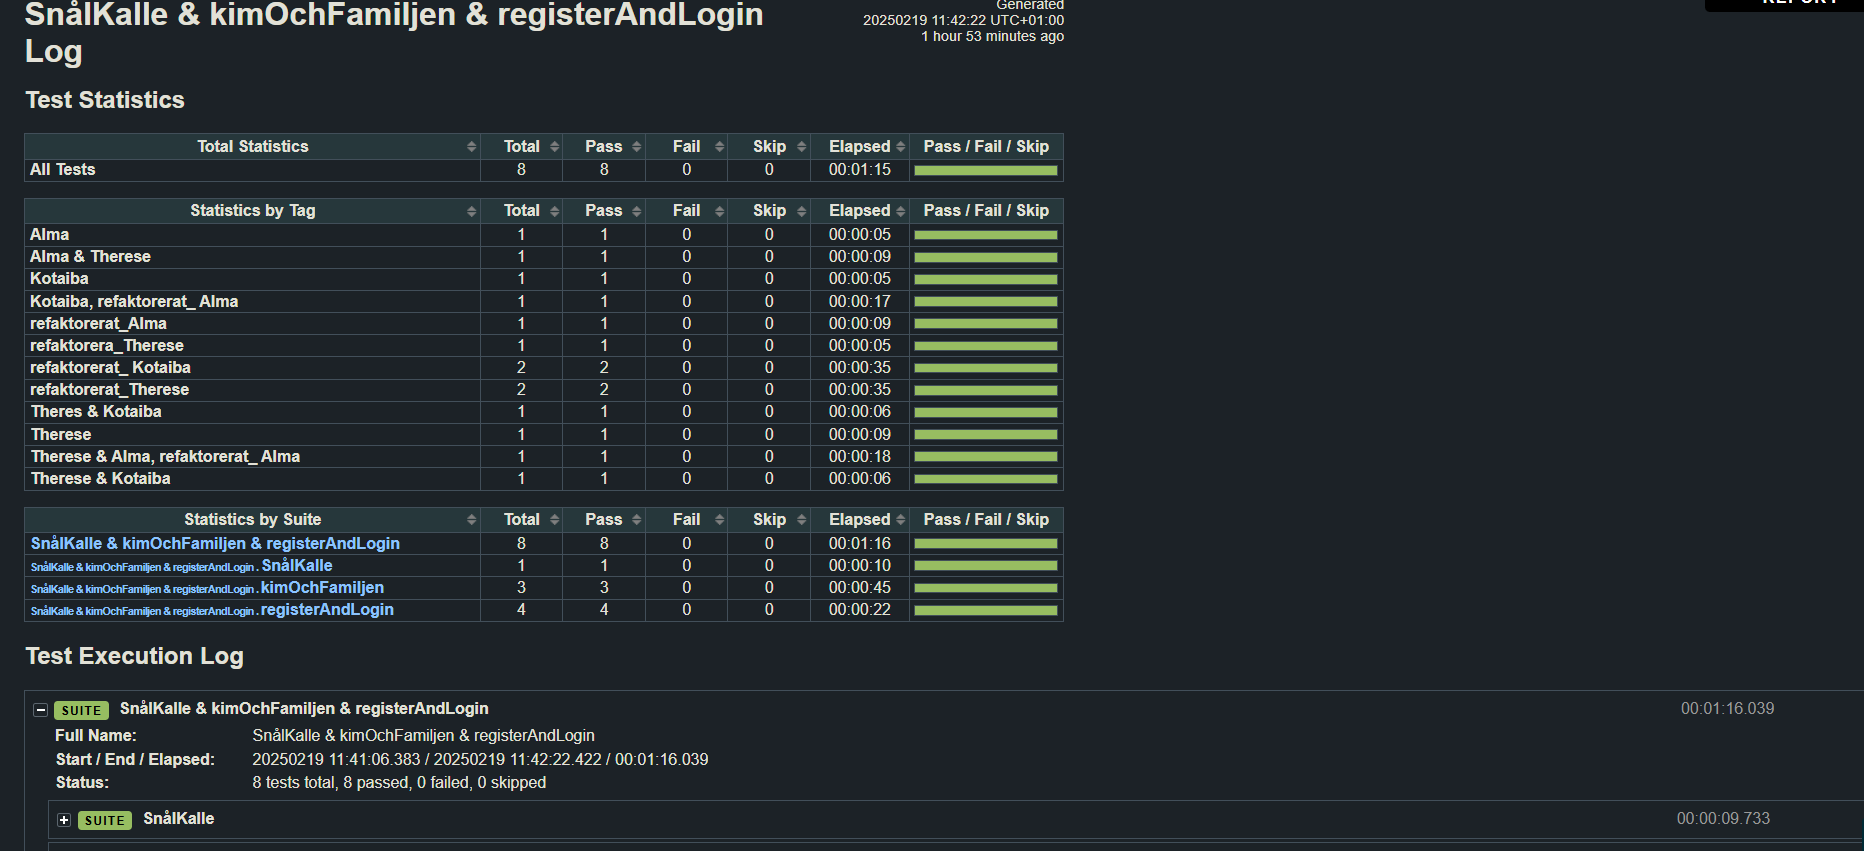 SnålKalle & kimOchFamiljen & registerAndLogin
Log
Generated
20250219 11:42:22 UTC+01:00
1 hour 53 minutes ago
REPORT
Test Statistics
Total Statistics Total Pass Fail Skip Elapsed Pass / Fail / Skip
All Tests 8 8 0 0 00:01:15
Statistics by Tag Total Pass Fail Skip Elapsed Pass / Fail / Skip
Alma 1 1 0 0 00:00:05
Alma & Therese 1 1 0 0 00:00:09
Kotaiba 1 1 0 0 00:00:05
Kotaiba, refaktorerat_ Alma 1 1 0 0 00:00:17
refaktorerat_Alma 1 1 0 0 00:00:09
refaktorera_Therese 1 1 0 0 00:00:05
refaktorerat_ Kotaiba 2 2 0 0 00:00:35
refaktorerat_Therese 2 2 0 0 00:00:35
Theres & Kotaiba 1 1 0 0 00:00:06
Therese 1 1 0 0 00:00:09
Therese & Alma, refaktorerat_ Alma 1 1 0 0 00:00:18
Therese & Kotaiba 1 1 0 0 00:00:06
Statistics by Suite Total Pass Fail Skip Elapsed Pass / Fail / Skip
SnålKalle & kimOchFamiljen & registerAndLogin 8 8 0 0 00:01:16
SnålKalle & kimOchFamiljen & registerAndLogin . SnålKalle 1 1 0 0 00:00:10
SnålKalle & kimOchFamiljen & registerAndLogin . kimOchFamiljen 3 3 0 0 00:00:45
SnålKalle & kimOchFamiljen & registerAndLogin . registerAndLogin 4 4 0 0 00:00:22
Test Execution Log
SUITE SnålKalle & kimOchFamiljen & registerAndLogin 00:01:16.039
Full Name: SnålKalle & kimOchFamiljen & registerAndLogin
Start / End / Elapsed: 20250219 11:41:06.383 / 20250219 11:42:22.422 / 00:01:16.039
Status: 8 tests total, 8 passed, 0 failed, 0 skipped
SUITE SnålKalle 00:00:09.733